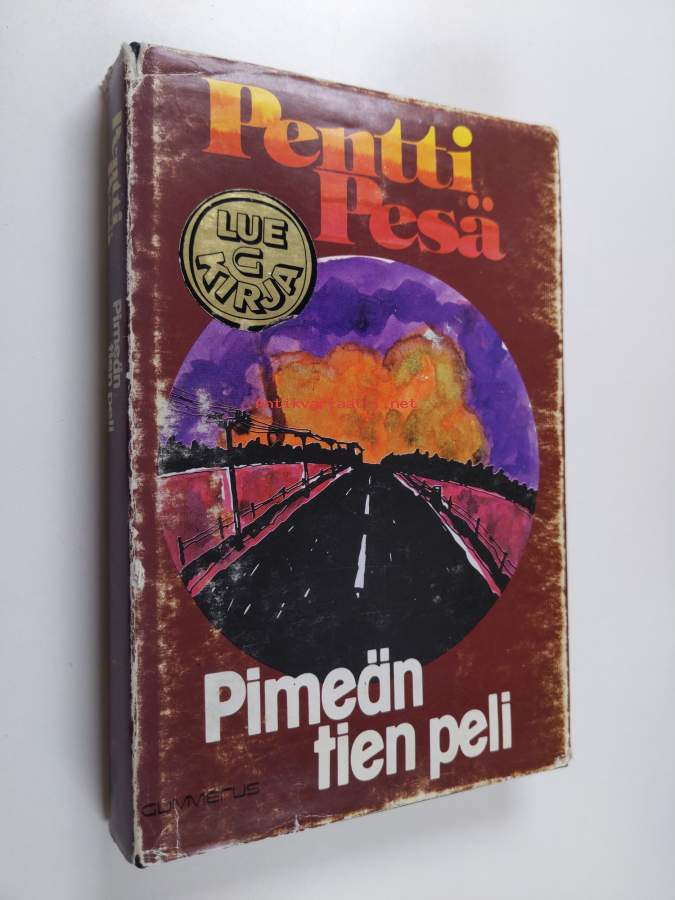 Pentti
Pesä
LUE
G
KIRJA
antikvariaatti.net
Pimeän
tien peli
GUMMERUS
Pentti
Pimeän
tien peli